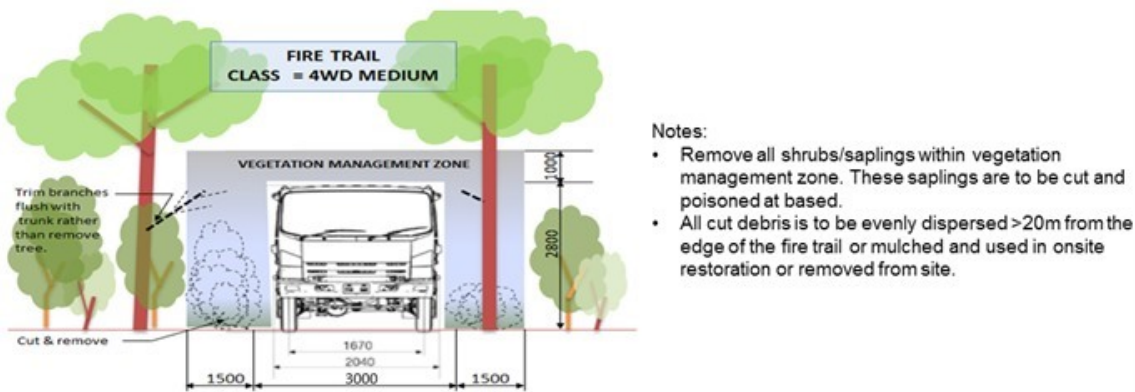 FIRE TRAIL
CLASS = 4WD MEDIUM
VEGETATION MANAGEMENT ZONE
1000
2800
Trim branches
flush with
trunk rather
than remove
tree.
Cut & remove
1670
2040
1500
3000
1500
Notes:
• Remove all shrubs/saplings within vegetation
management zone. These saplings are to be cut and
poisoned at based.
• All cut debris is to be evenly dispersed >20m from the
edge of the fire trail or mulched and used in onsite
restoration or removed from site.